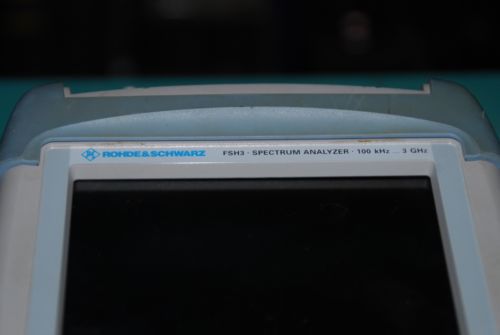 ROHDE&SCHWARZ FSH3 · SPECTRUM ANALYZER · 100 kHz ... 3 GHz